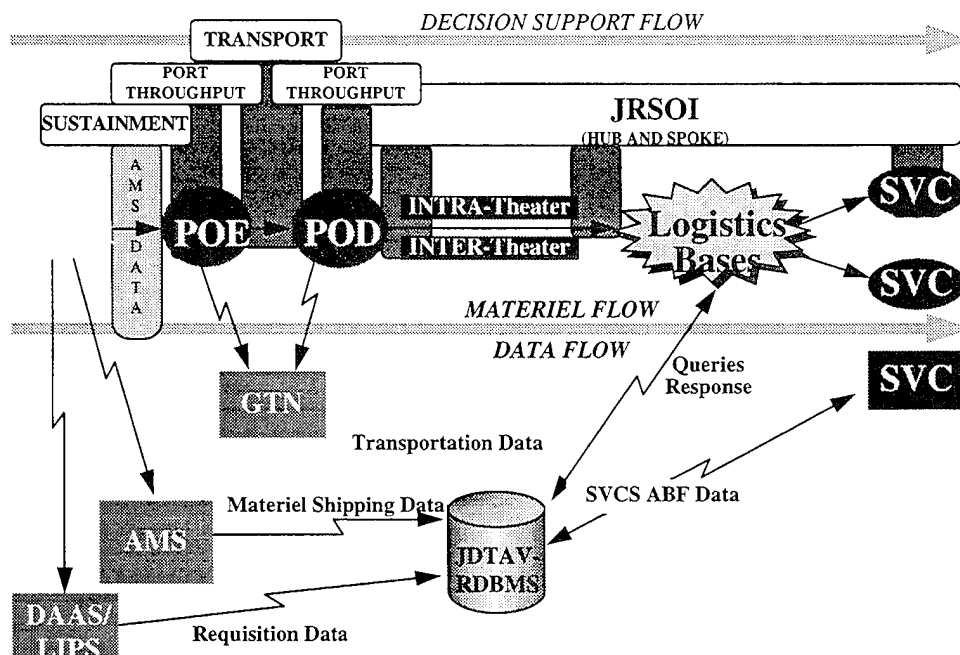 DECISION SUPPORT FLOW
TRANSPORT
PORT
THROUGHPUT
PORT
THROUGHPUT
SUSTAINMENT
JRSOI
(HUB AND SPOKE)
AMS DATA
POE
POD
INTRA-Theater
INTER-Theater
Logistics
Bases
SVC
SVC
MATERIEL FLOW
DATA FLOW
SVC
GTN
Queries
Response
Transportation Data
SVCS ABF Data
Materiel Shipping Data
AMS
JDTAV-
RDBMS
DAAS/
LIPS
Requisition Data